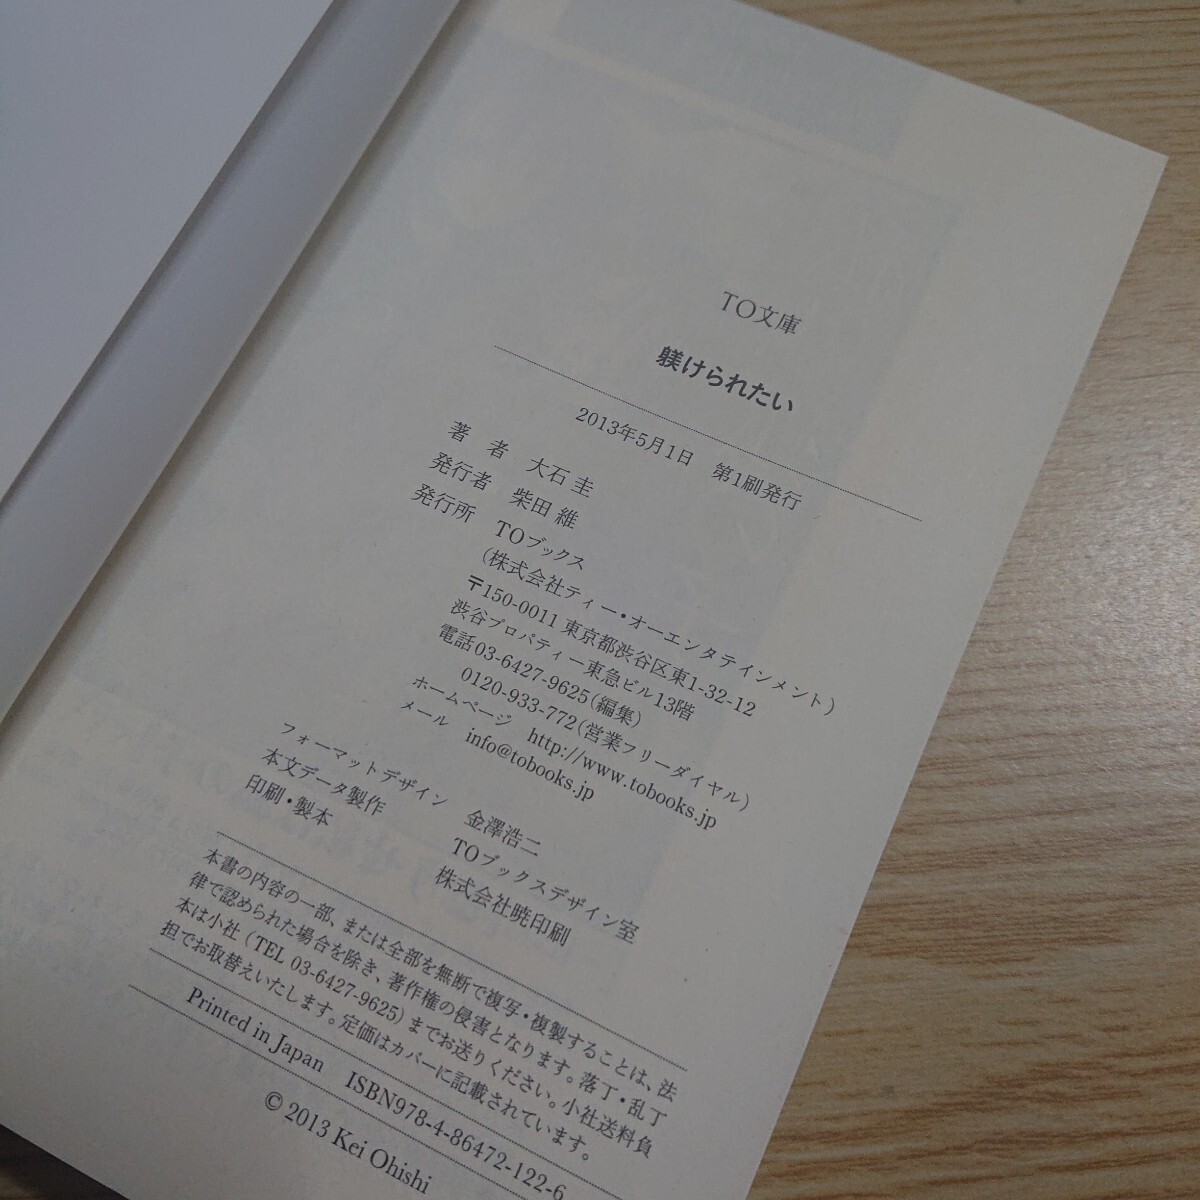 TO文庫
躾けられたい
2013年5月1日　第1刷発行
著　者　大石 圭
発行者　柴田 維
発行所　TOブックス
(株式会社ティー・オーエンタテインメント)
〒150-0011 東京都渋谷区東1-32-12
渋谷プロパティー東急ビル13階
電話 03-6427-9625(編集)
0120-933-772(営業フリーダイヤル)
ホームページ　http://www.tobooks.jp
メール　info@tobooks.jp
フォーマットデザイン　金澤浩二
本文データ製作　TOブックスデザイン室
印刷・製本　株式会社暁印刷
本書の内容の一部、または全部を無断で複写・複製することは、法
律で認められた場合を除き、著作権の侵害となります。落丁・乱丁
本は小社（TEL 03-6427-9625）までお送りください。小社送料負
担でお取替えいたします。定価はカバーに記載されています。
Printed in Japan　ISBN978-4-86472-122-6
© 2013 Kei Ohishi